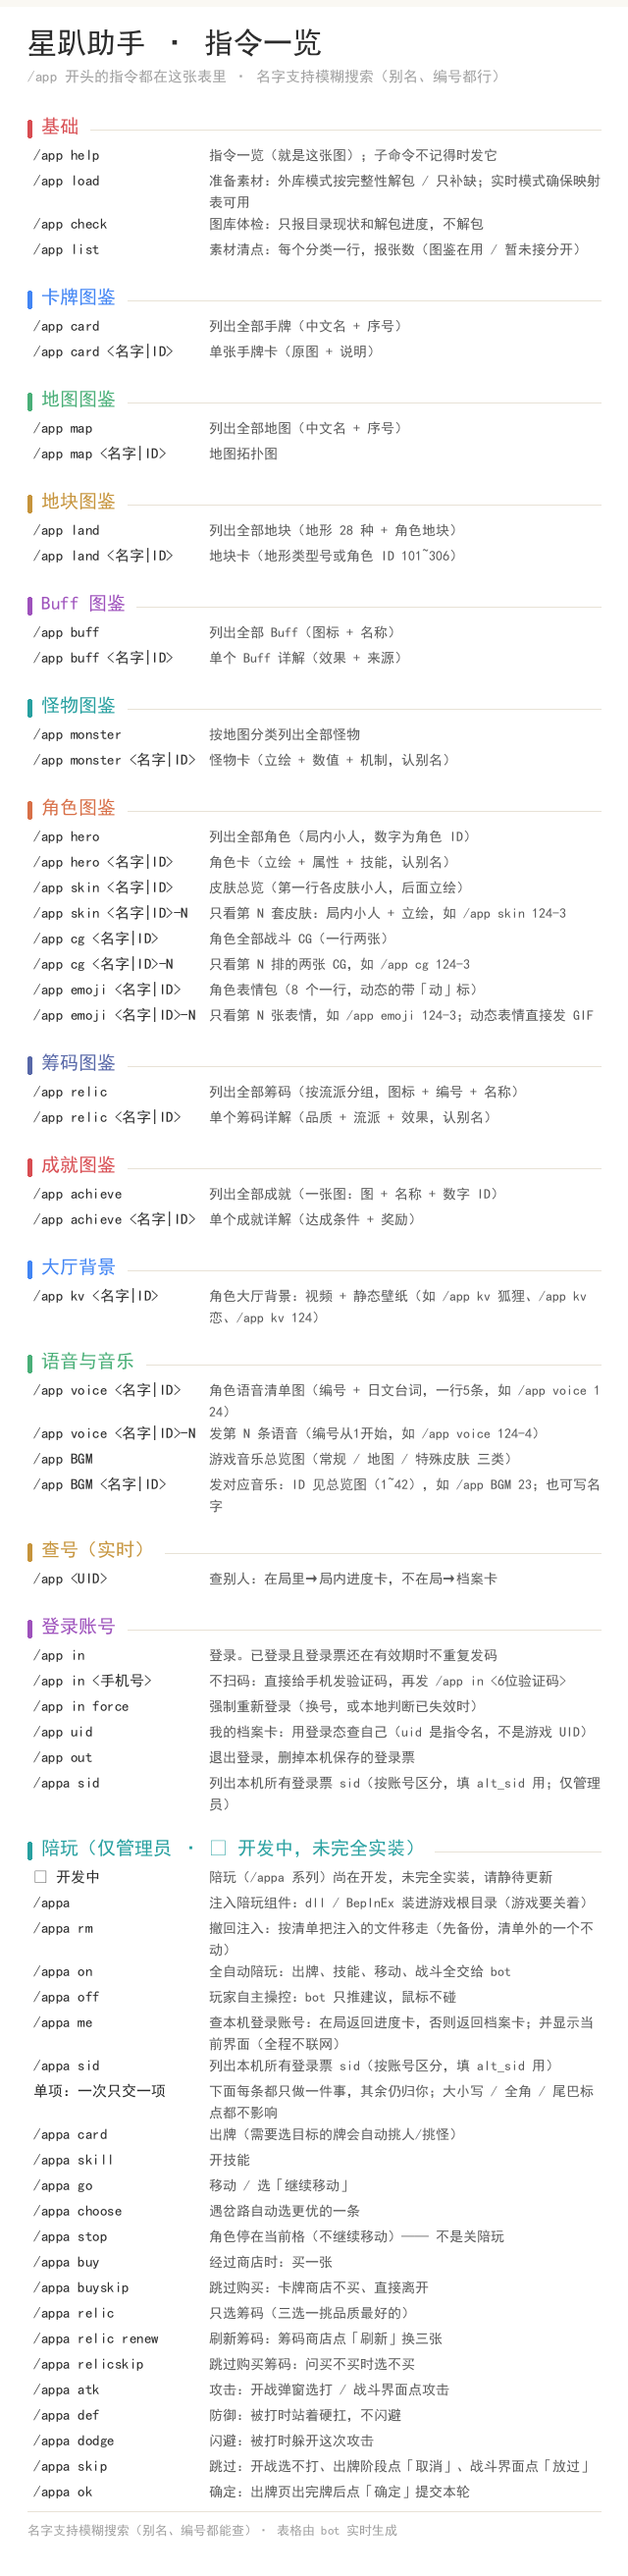 星趴助手 · 指令一览
/app 开头的指令都在这张表里 · 名字支持模糊搜索（别名、编号都行）
基础
/app help 指令一览（就是这张图）；子命令不记得时发它
/app load 准备素材：外库模式按完整性解包 / 只补缺；实时模式确保映射
表可用
/app check 图库体检：只报目录现状和解包进度，不解包
/app list 素材清点：每个分类一行，报张数（图鉴在用 / 暂未接分开）
卡牌图鉴
/app card 列出全部手牌（中文名 + 序号）
/app card <名字|ID> 单张手牌卡（原图 + 说明）
地图图鉴
/app map 列出全部地图（中文名 + 序号）
/app map <名字|ID> 地图拓扑图
地块图鉴
/app land 列出全部地块（地形 28 种 + 角色地块）
/app land <名字|ID> 地块卡（地形类型号或角色 ID 101~306）
Buff 图鉴
/app buff 列出全部 Buff（图标 + 名称）
/app buff <名字|ID> 单个 Buff 详解（效果 + 来源）
怪物图鉴
/app monster 按地图分类列出全部怪物
/app monster <名字|ID> 怪物卡（立绘 + 数值 + 机制，认别名）
角色图鉴
/app hero 列出全部角色（局内小人，数字为角色 ID）
/app hero <名字|ID> 角色卡（立绘 + 属性 + 技能，认别名）
/app skin <名字|ID> 皮肤总览（第一行各皮肤小人，后面立绘）
/app skin <名字|ID>-N 只看第 N 套皮肤：局内小人 + 立绘，如 /app skin 124-3
/app cg <名字|ID> 角色全部战斗 CG（一行两张）
/app cg <名字|ID>-N 只看第 N 排的两张 CG，如 /app cg 124-3
/app emoji <名字|ID> 角色表情包（8 个一行，动态的带「动」标）
/app emoji <名字|ID>-N 只看第 N 张表情，如 /app emoji 124-3；动态表情直接发 GIF
筹码图鉴
/app relic 列出全部筹码（按流派分组，图标 + 编号 + 名称）
/app relic <名字|ID> 单个筹码详解（品质 + 流派 + 效果，认别名）
成就图鉴
/app achieve 列出全部成就（一张图：图 + 名称 + 数字 ID）
/app achieve <名字|ID> 单个成就详解（达成条件 + 奖励）
大厅背景
/app kv <名字|ID> 角色大厅背景：视频 + 静态壁纸（如 /app kv 狐狸、/app kv
恋、/app kv 124）
语音与音乐
/app voice <名字|ID> 角色语音清单图（编号 + 日文台词，一行5条，如 /app voice 1
24）
/app voice <名字|ID>-N 发第 N 条语音（编号从1开始，如 /app voice 124-4）
/app BGM 游戏音乐总览图（常规 / 地图 / 特殊皮肤 三类）
/app BGM <名字|ID> 发对应音乐：ID 见总览图（1~42），如 /app BGM 23；也可写名
字
查号（实时）
/app <UID> 查别人：在局里→局内进度卡，不在局→档案卡
登录账号
/app in 登录。已登录且登录票还在有效期时不重复发码
/app in <手机号> 不扫码：直接给手机发验证码，再发 /app in <6位验证码>
/app in force 强制重新登录（换号，或本地判断已失效时）
/app uid 我的档案卡：用登录态查自己（uid 是指令名，不是游戏 UID）
/app out 退出登录，删掉本机保存的登录票
/appa sid 列出本机所有登录票 sid（按账号区分，填 alt_sid 用；仅管理
员）
陪玩（仅管理员 · □ 开发中，未完全实装）
□ 开发中 陪玩（/appa 系列）尚在开发，未完全实装，请静待更新
/appa 注入陪玩组件：dll / BepInEx 装进游戏根目录（游戏要关着）
/appa rm 撤回注入：按清单把注入的文件移走（先备份，清单外的一个不
动）
/appa on 全自动陪玩：出牌、技能、移动、战斗全交给 bot
/appa off 玩家自主操控：bot 只推建议，鼠标不碰
/appa me 查本机登录账号：在局返回进度卡，否则返回档案卡；并显示当
前界面（全程不联网）
/appa sid 列出本机所有登录票 sid（按账号区分，填 alt_sid 用）
单项：一次只交一项 下面每条都只做一件事，其余仍归你；大小写 / 全角 / 尾巴标
点都不影响
/appa card 出牌（需要选目标的牌会自动挑人/挑怪）
/appa skill 开技能
/appa go 移动 / 选「继续移动」
/appa choose 遇岔路自动选更优的一条
/appa stop 角色停在当前格（不继续移动）—— 不是关陪玩
/appa buy 经过商店时：买一张
/appa buyskip 跳过购买：卡牌商店不买、直接离开
/appa relic 只选筹码（三选一挑品质最好的）
/appa relic renew 刷新筹码：筹码商店点「刷新」换三张
/appa relicskip 跳过购买筹码：问买不买时选不买
/appa atk 攻击：开战弹窗选打 / 战斗界面点攻击
/appa def 防御：被打时站着硬扛，不闪避
/appa dodge 闪避：被打时躲开这次攻击
/appa skip 跳过：开战选不打、出牌阶段点「取消」、战斗界面点「放过」
/appa ok 确定：出牌页出完牌后点「确定」提交本轮
名字支持模糊搜索（别名、编号都能查）· 表格由 bot 实时生成